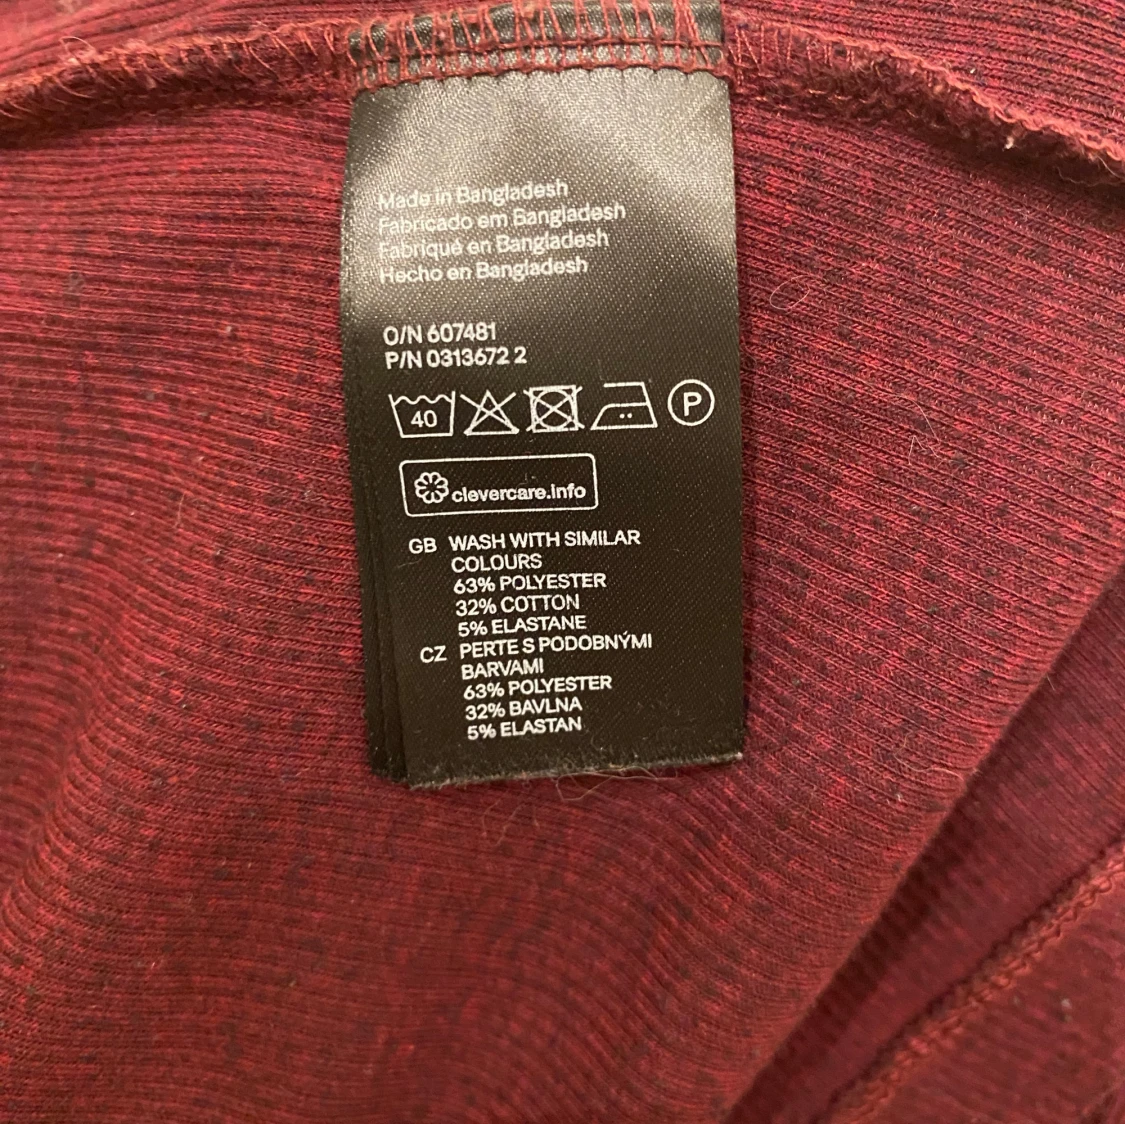 Made in Bangladesh
Fabricado em Bangladesh
Fabriqué en Bangladesh
Hecho en Bangladesh
O/N 607481
P/N 0313672 2
40 P
clevercare.info
GB WASH WITH SIMILAR
COLOURS
63% POLYESTER
32% COTTON
5% ELASTANE
CZ PERTE S PODOBNÝMI
BARVAMI
63% POLYESTER
32% BAVLNA
5% ELASTAN